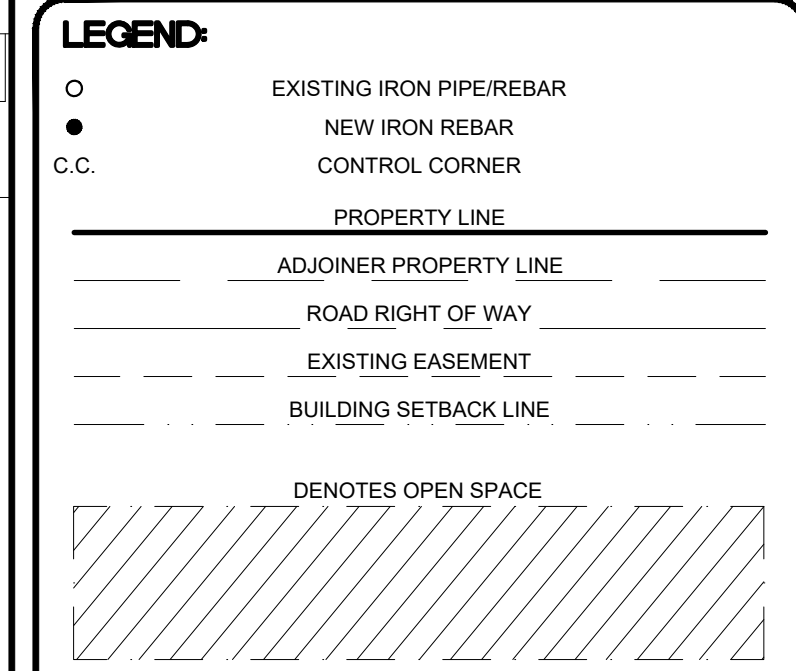 LEGEND:
EXISTING IRON PIPE/REBAR
NEW IRON REBAR
C.C. CONTROL CORNER
PROPERTY LINE
ADJOINER PROPERTY LINE
ROAD RIGHT OF WAY
EXISTING EASEMENT
BUILDING SETBACK LINE
DENOTES OPEN SPACE